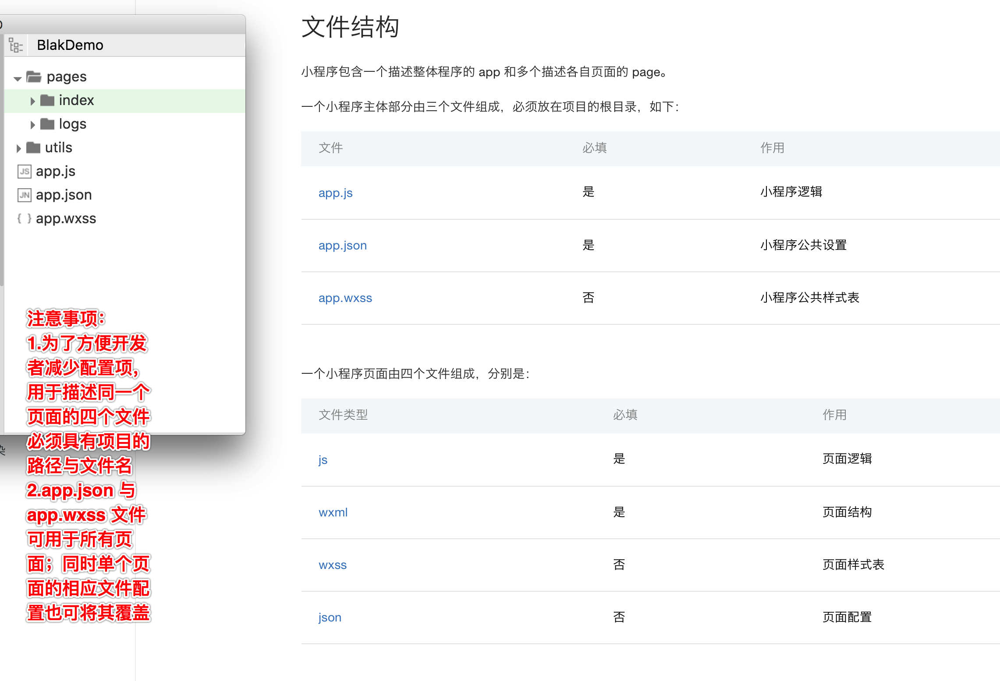 BlakDemo
pages
index
logs
utils
JS app.js
JN app.json
{ } app.wxss
注意事项：
1.为了方便开发
者减少配置项，
用于描述同一个
页面的四个文件
必须具有项目的
路径与文件名
2.app.json 与
app.wxss 文件
可用于所有页
面；同时单个页
面的相应文件配
置也可将其覆盖
文件结构
小程序包含一个描述整体程序的 app 和多个描述各自页面的 page。
一个小程序主体部分由三个文件组成，必须放在项目的根目录，如下：
文件 必填 作用
app.js 是 小程序逻辑
app.json 是 小程序公共设置
app.wxss 否 小程序公共样式表
一个小程序页面由四个文件组成，分别是：
文件类型 必填 作用
js 是 页面逻辑
wxml 是 页面结构
wxss 否 页面样式表
json 否 页面配置